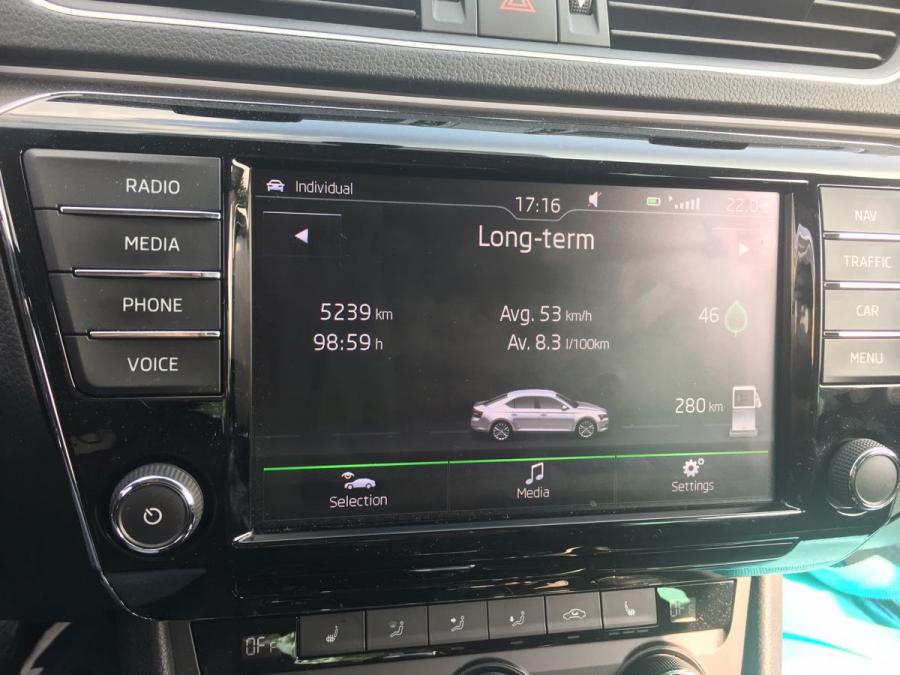 RADIO
MEDIA
PHONE
VOICE
Individual
17:16
22.0
Long-term
5239 km
98:59 h
Avg. 53 km/h
Av. 8.3 l/100km
46
280 km
Selection
Media
Settings
NAV
TRAFFIC
CAR
MENU
OFF
OFF